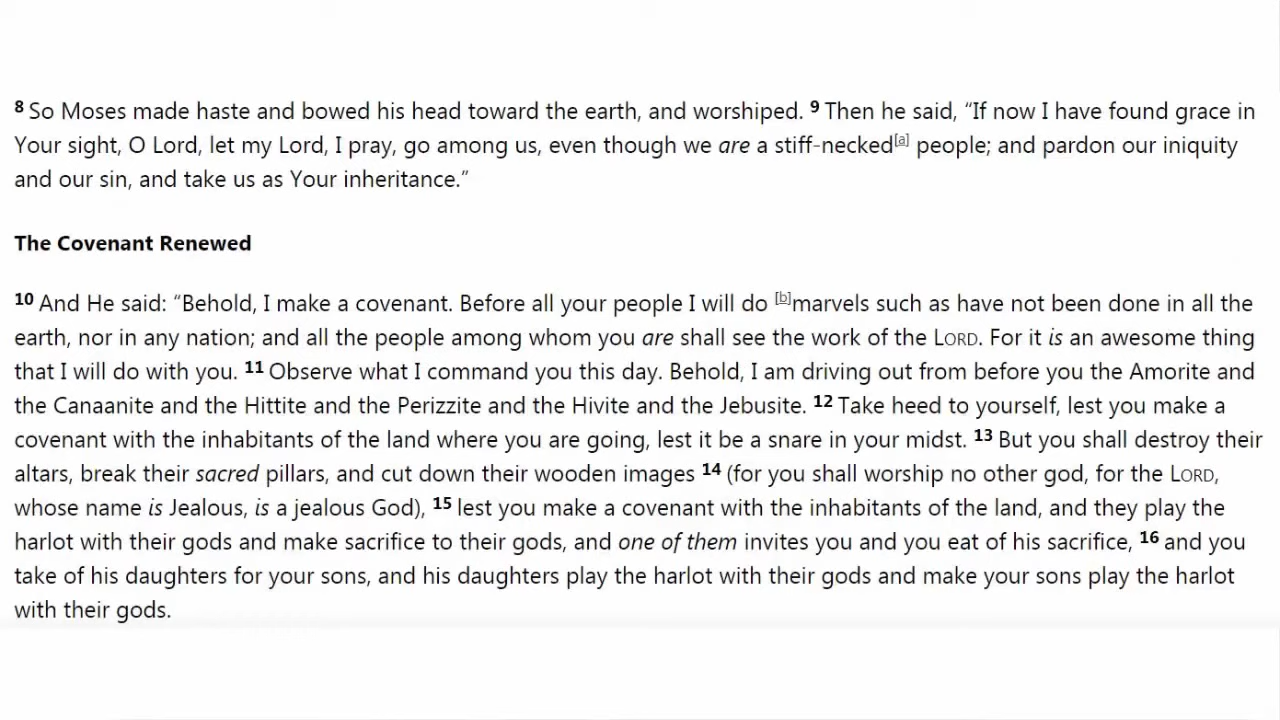 8 So Moses made haste and bowed his head toward the earth, and worshiped. 9 Then he said, “If now I have found grace in
Your sight, O Lord, let my Lord, I pray, go among us, even though we are a stiff-necked[a] people; and pardon our iniquity
and our sin, and take us as Your inheritance.”
The Covenant Renewed
10 And He said: “Behold, I make a covenant. Before all your people I will do [b]marvels such as have not been done in all the
earth, nor in any nation; and all the people among whom you are shall see the work of the LORD. For it is an awesome thing
that I will do with you. 11 Observe what I command you this day. Behold, I am driving out from before you the Amorite and
the Canaanite and the Hittite and the Perizzite and the Hivite and the Jebusite. 12 Take heed to yourself, lest you make a
covenant with the inhabitants of the land where you are going, lest it be a snare in your midst. 13 But you shall destroy their
altars, break their sacred pillars, and cut down their wooden images 14 (for you shall worship no other god, for the LORD,
whose name is Jealous, is a jealous God), 15 lest you make a covenant with the inhabitants of the land, and they play the
harlot with their gods and make sacrifice to their gods, and one of them invites you and you eat of his sacrifice, 16 and you
take of his daughters for your sons, and his daughters play the harlot with their gods and make your sons play the harlot
with their gods.